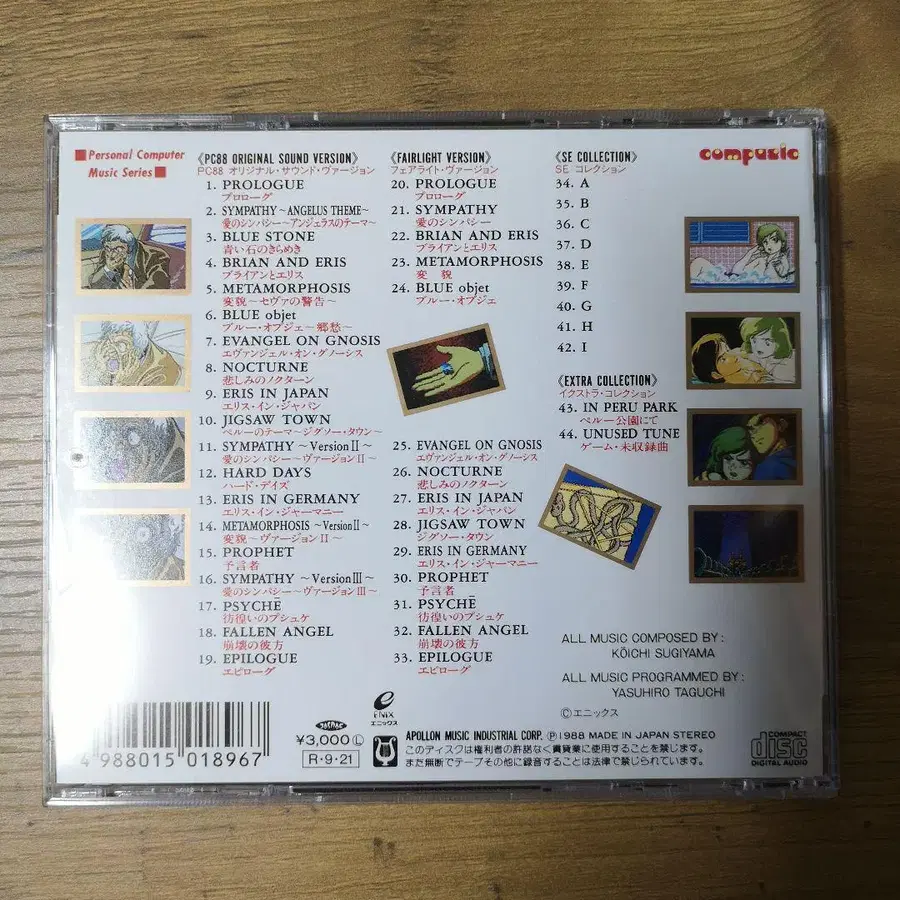 ■ Personal Computer
Music Series ■
《PC88 ORIGINAL SOUND VERSION》
PC88 オリジナル・サウンド・ヴァージョン
1. PROLOGUE
プロローグ
2. SYMPATHY ~ANGELUS THEME~
愛のシンパシー~アンジェラスのテーマ~
3. BLUE STONE
青い石のきらめき
4. BRIAN AND ERIS
ブライアンとエリス
5. METAMORPHOSIS
変貌~セヴァの警告~
6. BLUE objet
ブルー・オブジェ~郷愁~
7. EVANGEL ON GNOSIS
エヴァンジェル・オン・グノーシス
8. NOCTURNE
悲しみのノクターン
9. ERIS IN JAPAN
エリス・イン・ジャパン
10. JIGSAW TOWN
ペルーのテーマ~ジグソー・タウン~
11. SYMPATHY ~VersionⅡ~
愛のシンパシー~ヴァージョンⅡ~
12. HARD DAYS
ハード・デイズ
13. ERIS IN GERMANY
エリス・イン・ジャーマニー
14. METAMORPHOSIS ~VersionⅡ~
変貌~ヴァージョンⅡ~
15. PROPHET
予言者
16. SYMPATHY ~VersionⅢ~
愛のシンパシー~ヴァージョンⅢ~
17. PSYCHĒ
彷徨いのプシュケ
18. FALLEN ANGEL
崩壊の彼方
19. EPILOGUE
エピローグ
《FAIRLIGHT VERSION》
フェアライト・ヴァージョン
20. PROLOGUE
プロローグ
21. SYMPATHY
愛のシンパシー
22. BRIAN AND ERIS
ブライアンとエリス
23. METAMORPHOSIS
変 貌
24. BLUE objet
ブルー・オブジェ
25. EVANGEL ON GNOSIS
エヴァンジェル・オン・グノーシス
26. NOCTURNE
悲しみのノクターン
27. ERIS IN JAPAN
エリス・イン・ジャパン
28. JIGSAW TOWN
ジグソー・タウン
29. ERIS IN GERMANY
エリス・イン・ジャーマニー
30. PROPHET
予言者
31. PSYCHĒ
彷徨いのプシュケ
32. FALLEN ANGEL
崩壊の彼方
33. EPILOGUE
エピローグ
《SE COLLECTION》
SE コレクション
34. A
35. B
36. C
37. D
38. E
39. F
40. G
41. H
42. I
《EXTRA COLLECTION》
イクストラ・コレクション
43. IN PERU PARK
ペルー公園にて
44. UNUSED TUNE
ゲーム・未収録曲
compusic
ALL MUSIC COMPOSED BY:
KŌICHI SUGIYAMA
ALL MUSIC PROGRAMMED BY:
YASUHIRO TAGUCHI
Ⓒエニックス
4 988015 018967
JASRAC
¥3,000Ⓛ
R・9・21
ENIX
エニックス
APOLLON MUSIC INDUSTRIAL CORP. Ⓟ1988 MADE IN JAPAN STEREO
このディスクは権利者の許諾なく賃貸業に使用することを禁じます。
また無断でテープその他に録音することは法律で禁じられています。
COMPACT
disc
DIGITAL AUDIO